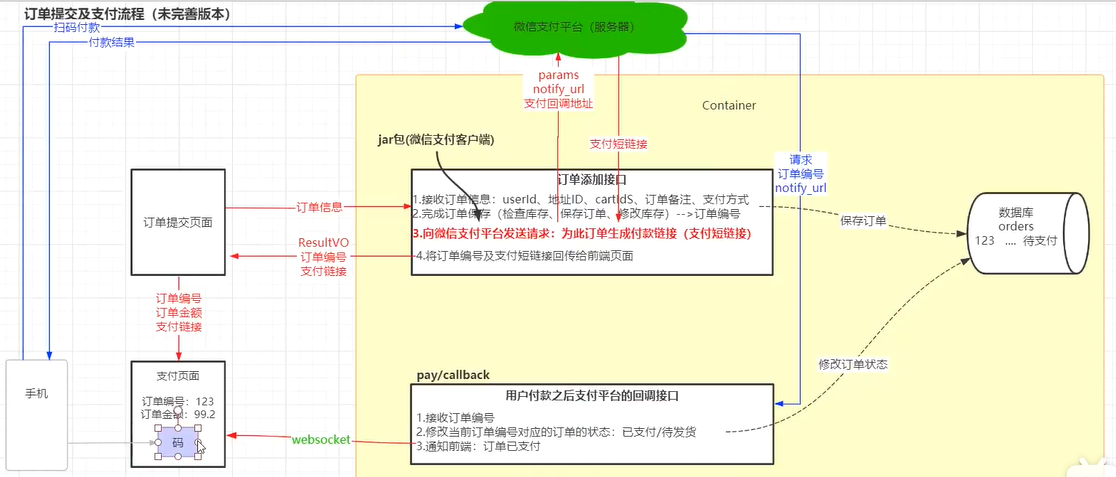 订单提交及支付流程（未完善版本）
扫码付款
付款结果
微信支付平台（服务器）
params
notify_url
支付回调地址
Container
jar包(微信支付客户端)
支付短链接
请求
订单编号
notify_url
订单提交页面
订单信息
ResultVO
订单编号
支付链接
订单添加接口
1.接收订单信息：userId、地址ID、cartIdS、订单备注、支付方式
2.完成订单保存（检查库存、保存订单、修改库存）-->订单编号
3.向微信支付平台发送请求：为此订单生成付款链接（支付短链接）
4.将订单编号及支付短链接回传给前端页面
保存订单
数据库
orders
123 .... 待支付
订单编号
订单金额
支付链接
修改订单状态
手机
支付页面
订单编号：123
订单金额：99.2
码
websocket
pay/callback
用户付款之后支付平台的回调接口
1.接收订单编号
2.修改当前订单编号对应的订单的状态：已支付/待发货
3.通知前端：订单已支付